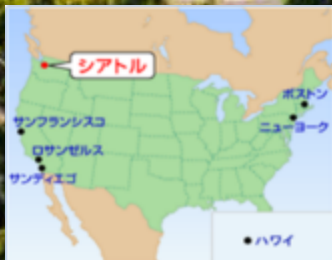 シアトル
ボストン
ニューヨーク
サンフランシスコ
ロサンゼルス
サンディエゴ
ハワイ